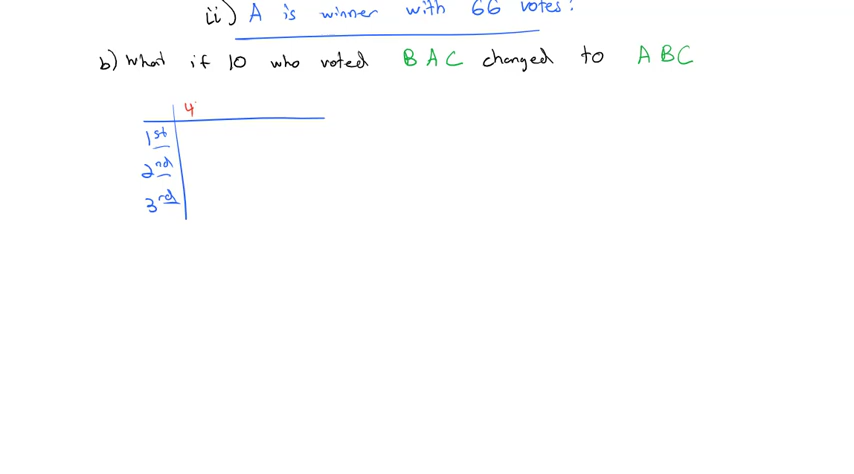 ii) A is winner with 66 votes!
b) What if 10 who voted B A C changed to A B C
4
1st
2nd
3rd